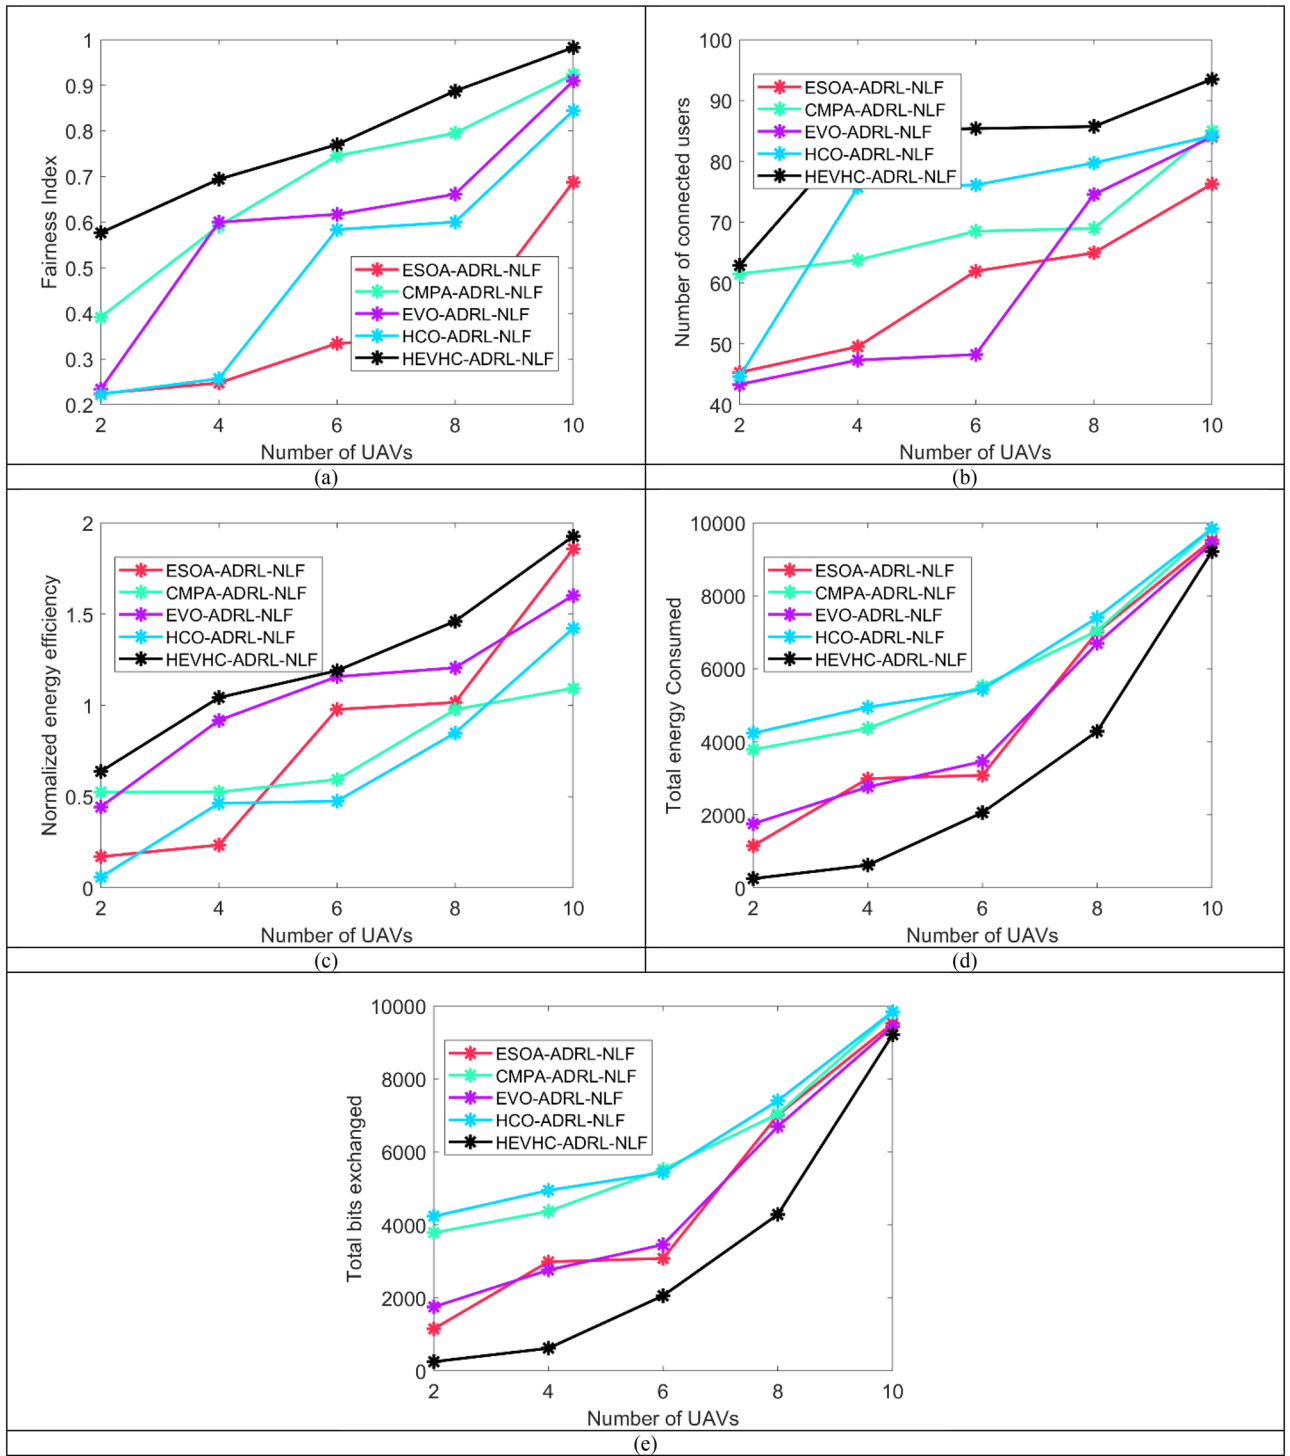 1
0.9
0.8
0.7
0.6
0.5
0.4
0.3
0.2
Fairness Index
ESOA-ADRL-NLF
CMPA-ADRL-NLF
EVO-ADRL-NLF
HCO-ADRL-NLF
HEVHC-ADRL-NLF
2 4 6 8 10
Number of UAVs
(a)
100
90
80
70
60
50
40
Number of connected users
ESOA-ADRL-NLF
CMPA-ADRL-NLF
EVO-ADRL-NLF
HCO-ADRL-NLF
HEVHC-ADRL-NLF
2 4 6 8 10
Number of UAVs
(b)
2
1.5
1
0.5
0
Normalized energy efficiency
ESOA-ADRL-NLF
CMPA-ADRL-NLF
EVO-ADRL-NLF
HCO-ADRL-NLF
HEVHC-ADRL-NLF
2 4 6 8 10
Number of UAVs
(c)
10000
8000
6000
4000
2000
0
Total energy Consumed
ESOA-ADRL-NLF
CMPA-ADRL-NLF
EVO-ADRL-NLF
HCO-ADRL-NLF
HEVHC-ADRL-NLF
2 4 6 8 10
Number of UAVs
(d)
10000
8000
6000
4000
2000
0
Total bits exchanged
ESOA-ADRL-NLF
CMPA-ADRL-NLF
EVO-ADRL-NLF
HCO-ADRL-NLF
HEVHC-ADRL-NLF
2 4 6 8 10
Number of UAVs
(e)